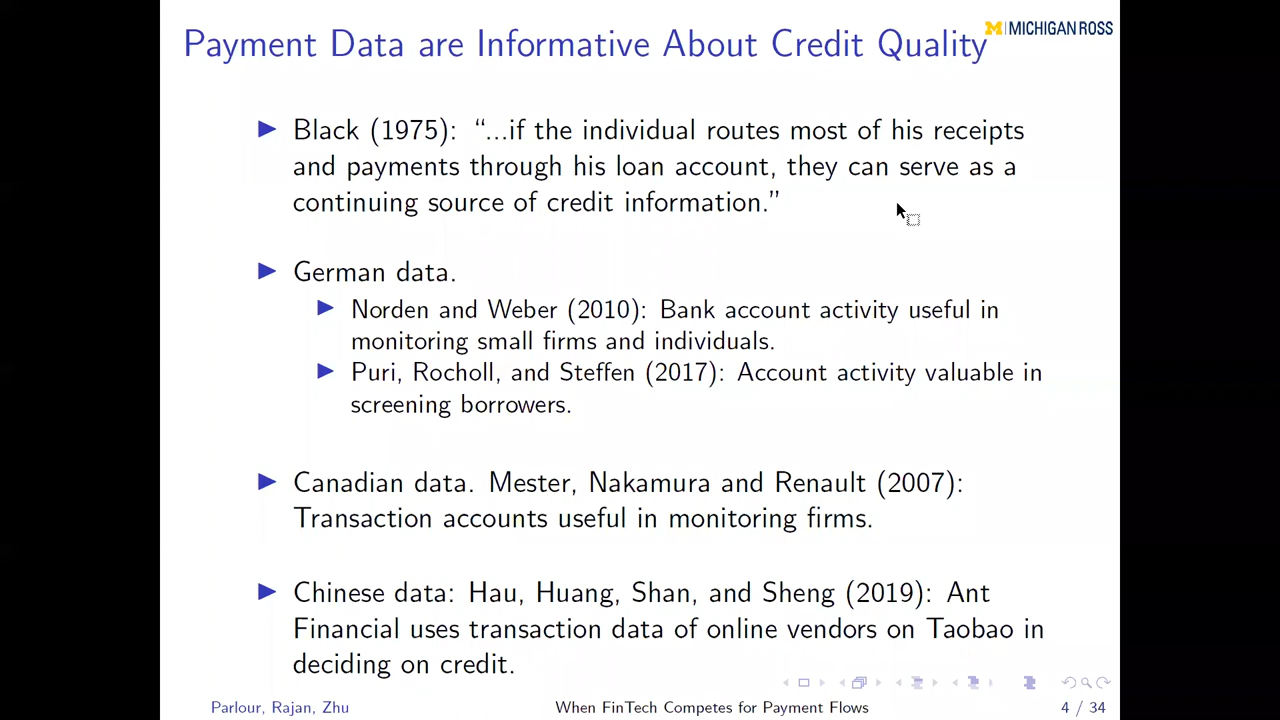 Payment Data are Informative About Credit Quality
M | MICHIGAN ROSS
Black (1975): “...if the individual routes most of his receipts
and payments through his loan account, they can serve as a
continuing source of credit information.”
German data.
Norden and Weber (2010): Bank account activity useful in
monitoring small firms and individuals.
Puri, Rocholl, and Steffen (2017): Account activity valuable in
screening borrowers.
Canadian data. Mester, Nakamura and Renault (2007):
Transaction accounts useful in monitoring firms.
Chinese data: Hau, Huang, Shan, and Sheng (2019): Ant
Financial uses transaction data of online vendors on Taobao in
deciding on credit.
Parlour, Rajan, Zhu
When FinTech Competes for Payment Flows
4 / 34